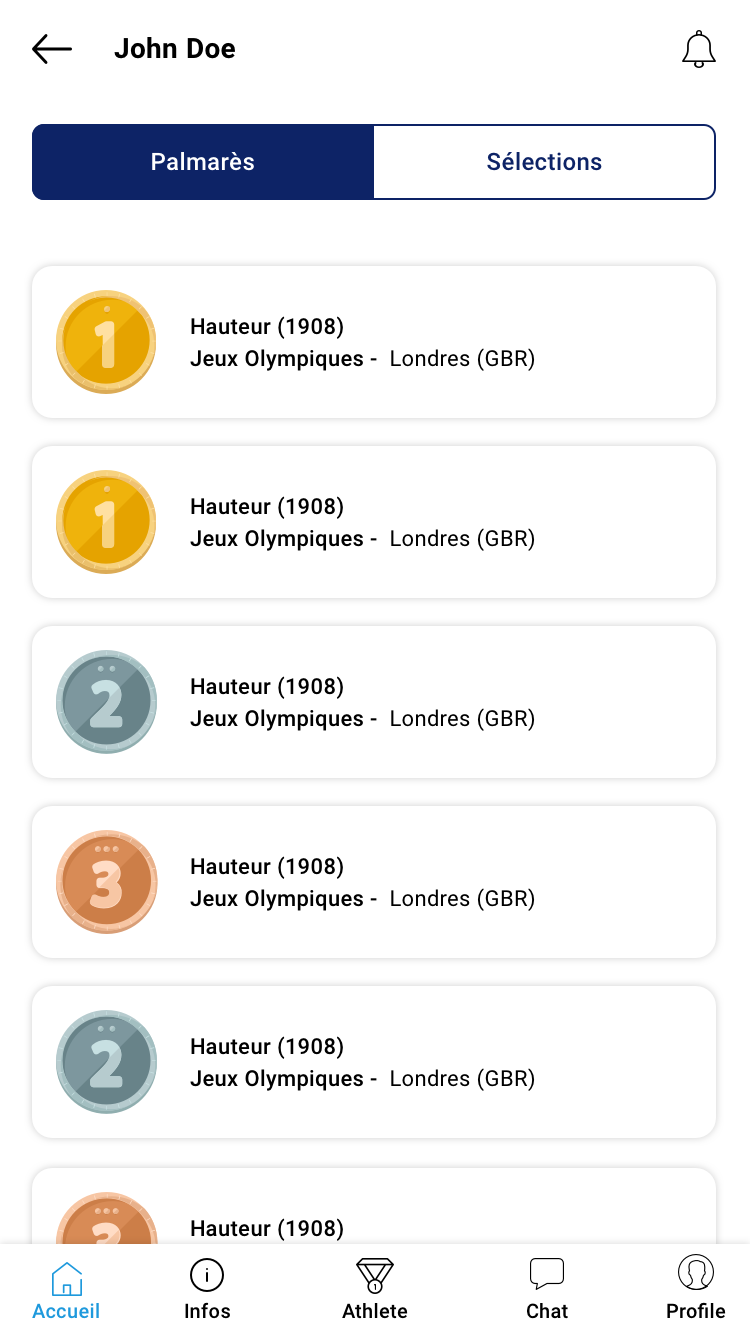 John Doe
Palmarès
Sélections
1
Hauteur (1908)
Jeux Olympiques - Londres (GBR)
1
Hauteur (1908)
Jeux Olympiques - Londres (GBR)
2
Hauteur (1908)
Jeux Olympiques - Londres (GBR)
3
Hauteur (1908)
Jeux Olympiques - Londres (GBR)
2
Hauteur (1908)
Jeux Olympiques - Londres (GBR)
3
Hauteur (1908)
Accueil
Infos
1
Athlete
Chat
Profile